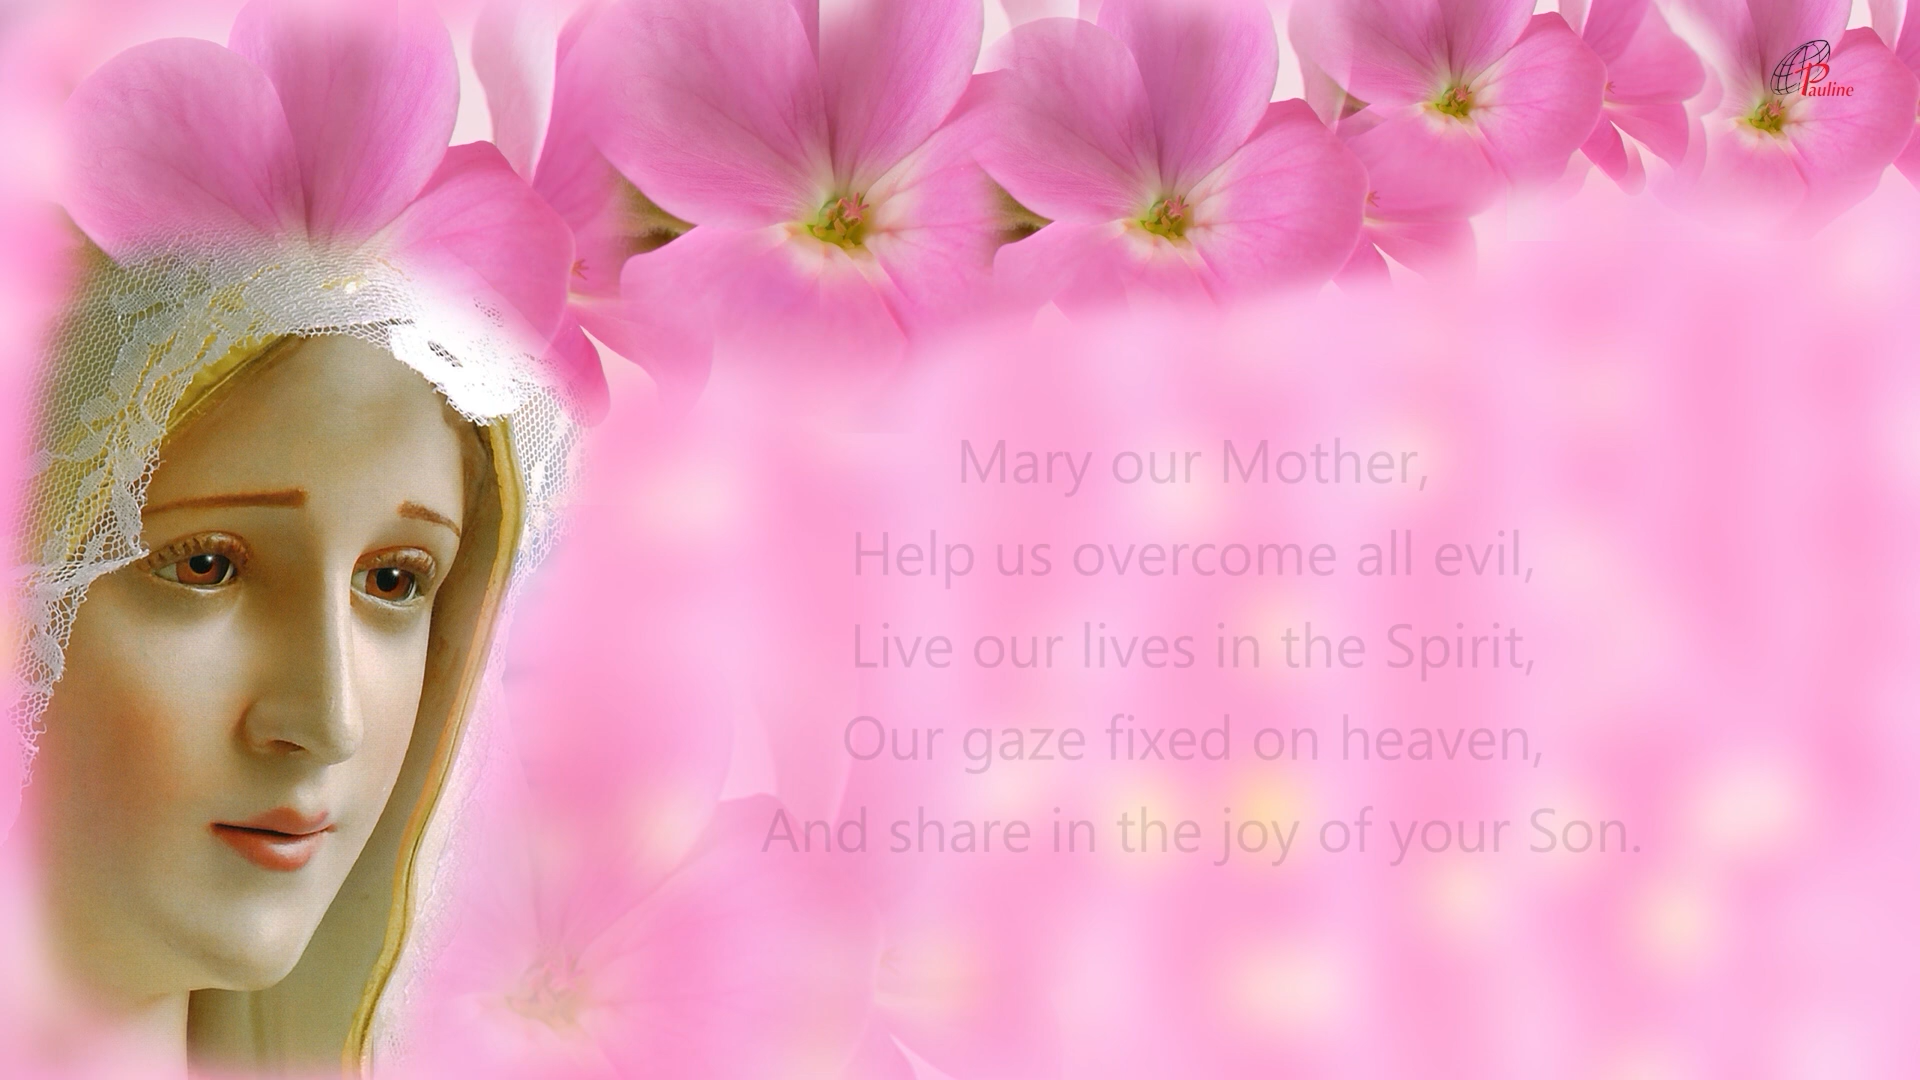 Pauline
Mary our Mother,
Help us overcome all evil,
Live our lives in the Spirit,
Our gaze fixed on heaven,
And share in the joy of your Son.